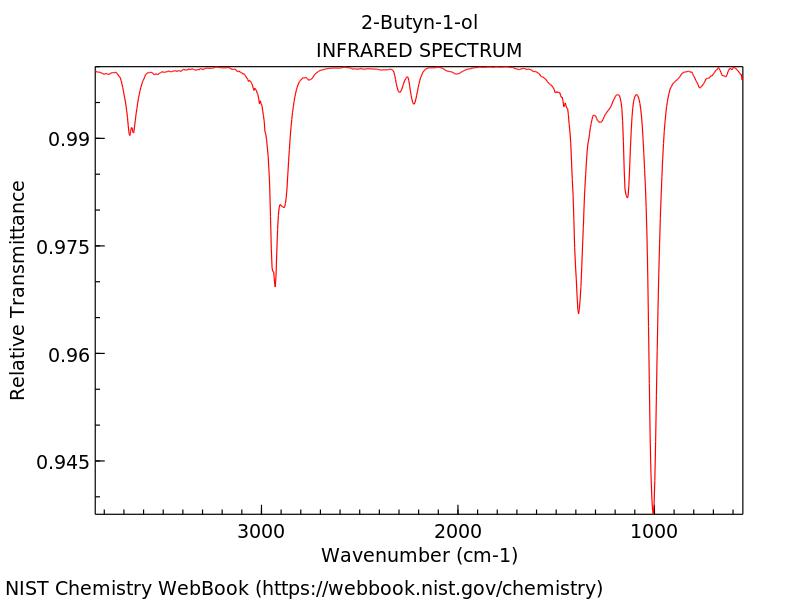 2-Butyn-1-ol
INFRARED SPECTRUM
0.99
0.975
0.96
0.945
Relative Transmittance
3000 2000 1000
Wavenumber (cm-1)
NIST Chemistry WebBook (https://webbook.nist.gov/chemistry)